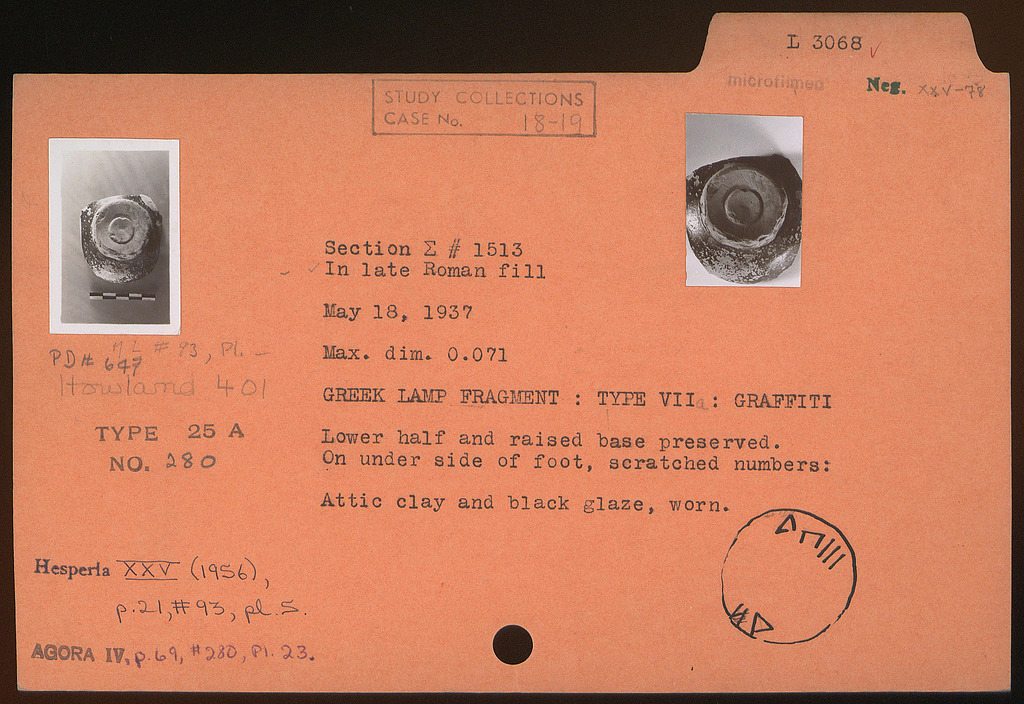 L 3068 ✓
microfilmed
Neg. XXV-78
STUDY COLLECTIONS
CASE No. 18-19
Section Σ # 1513
✓ In late Roman fill
May 18, 1937
Max. dim. 0.071
PD# 647
# 93, Pl. —
Howland 401
GREEK LAMP FRAGMENT : TYPE VIIa : GRAFFITI
TYPE 25 A
NO. 280
Lower half and raised base preserved.
On under side of foot, scratched numbers:
Attic clay and black glaze, worn.
Hesperia XXV (1956),
p.21, #93, pl. 5.
AGORA IV, p.69, #280, Pl. 23.